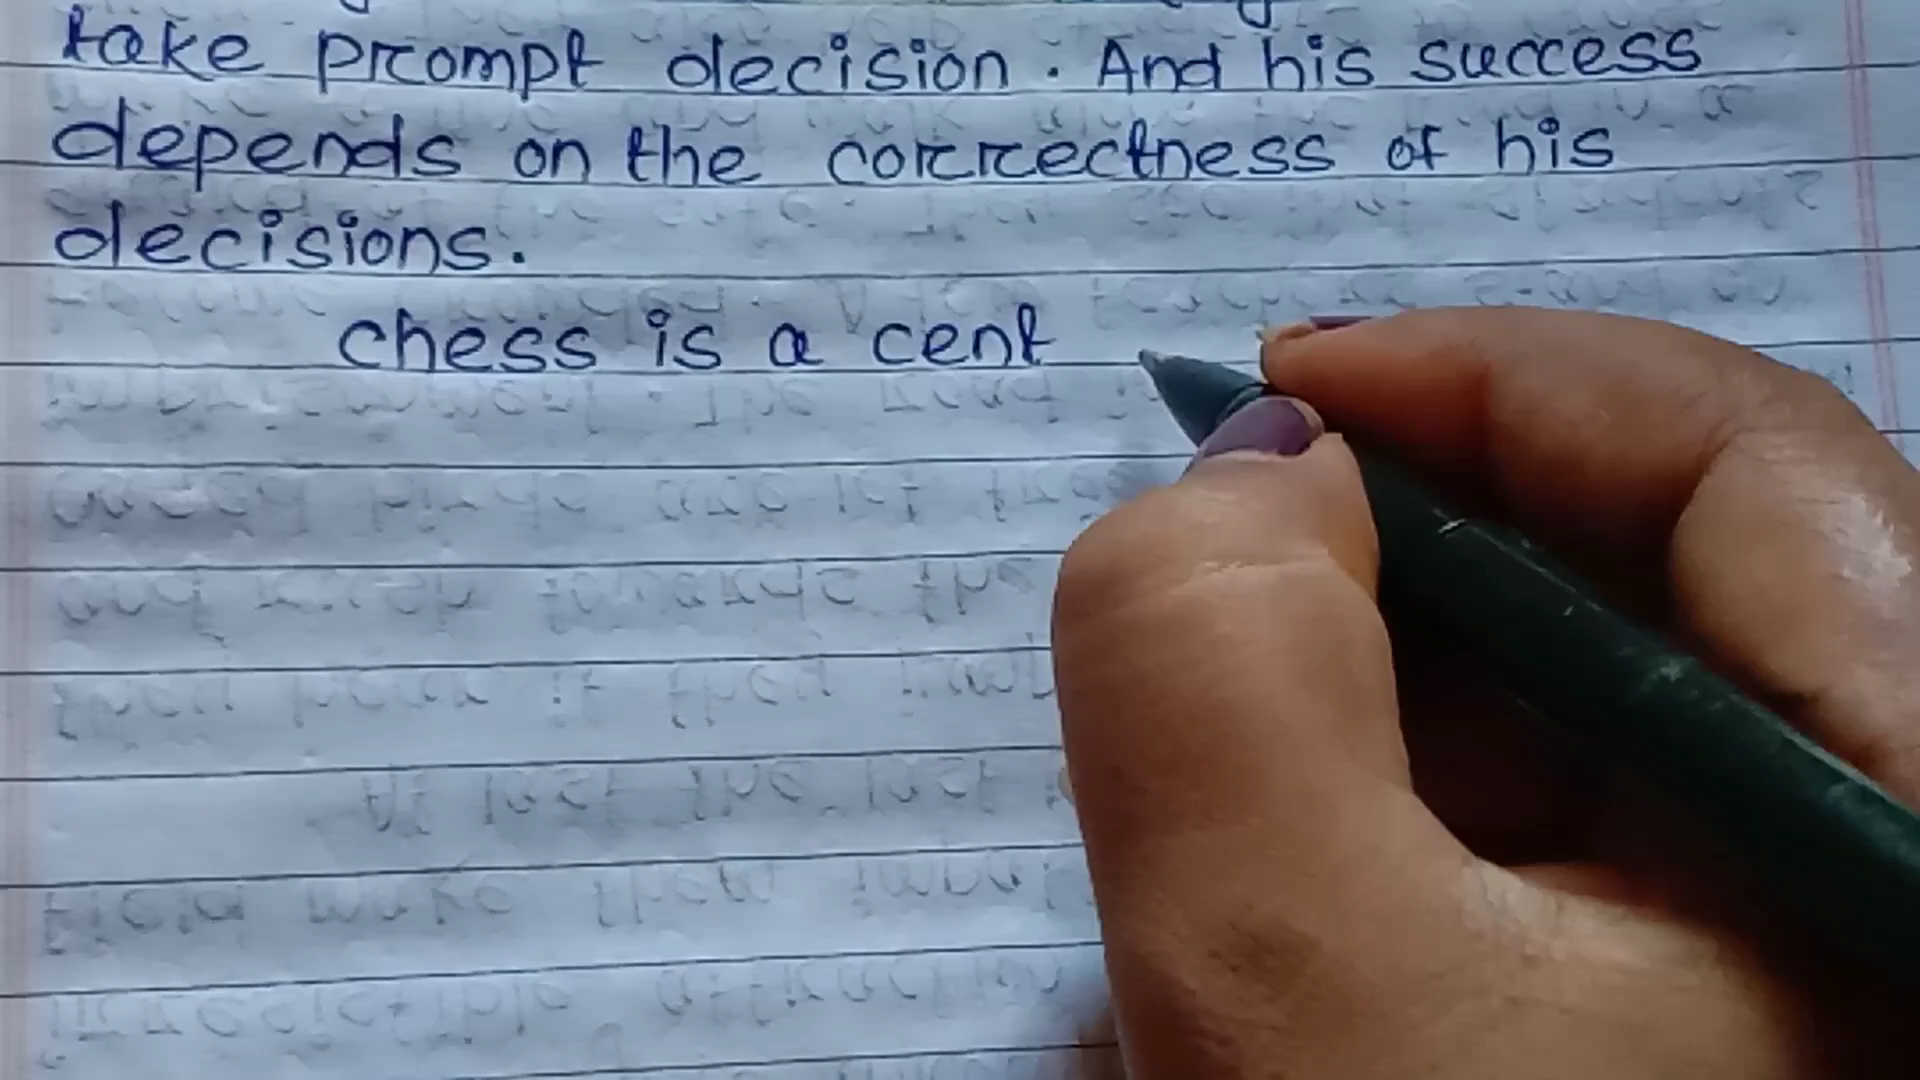 take prompt decision. And his success
depends on the correctness of his
decisions.
chess is a cent